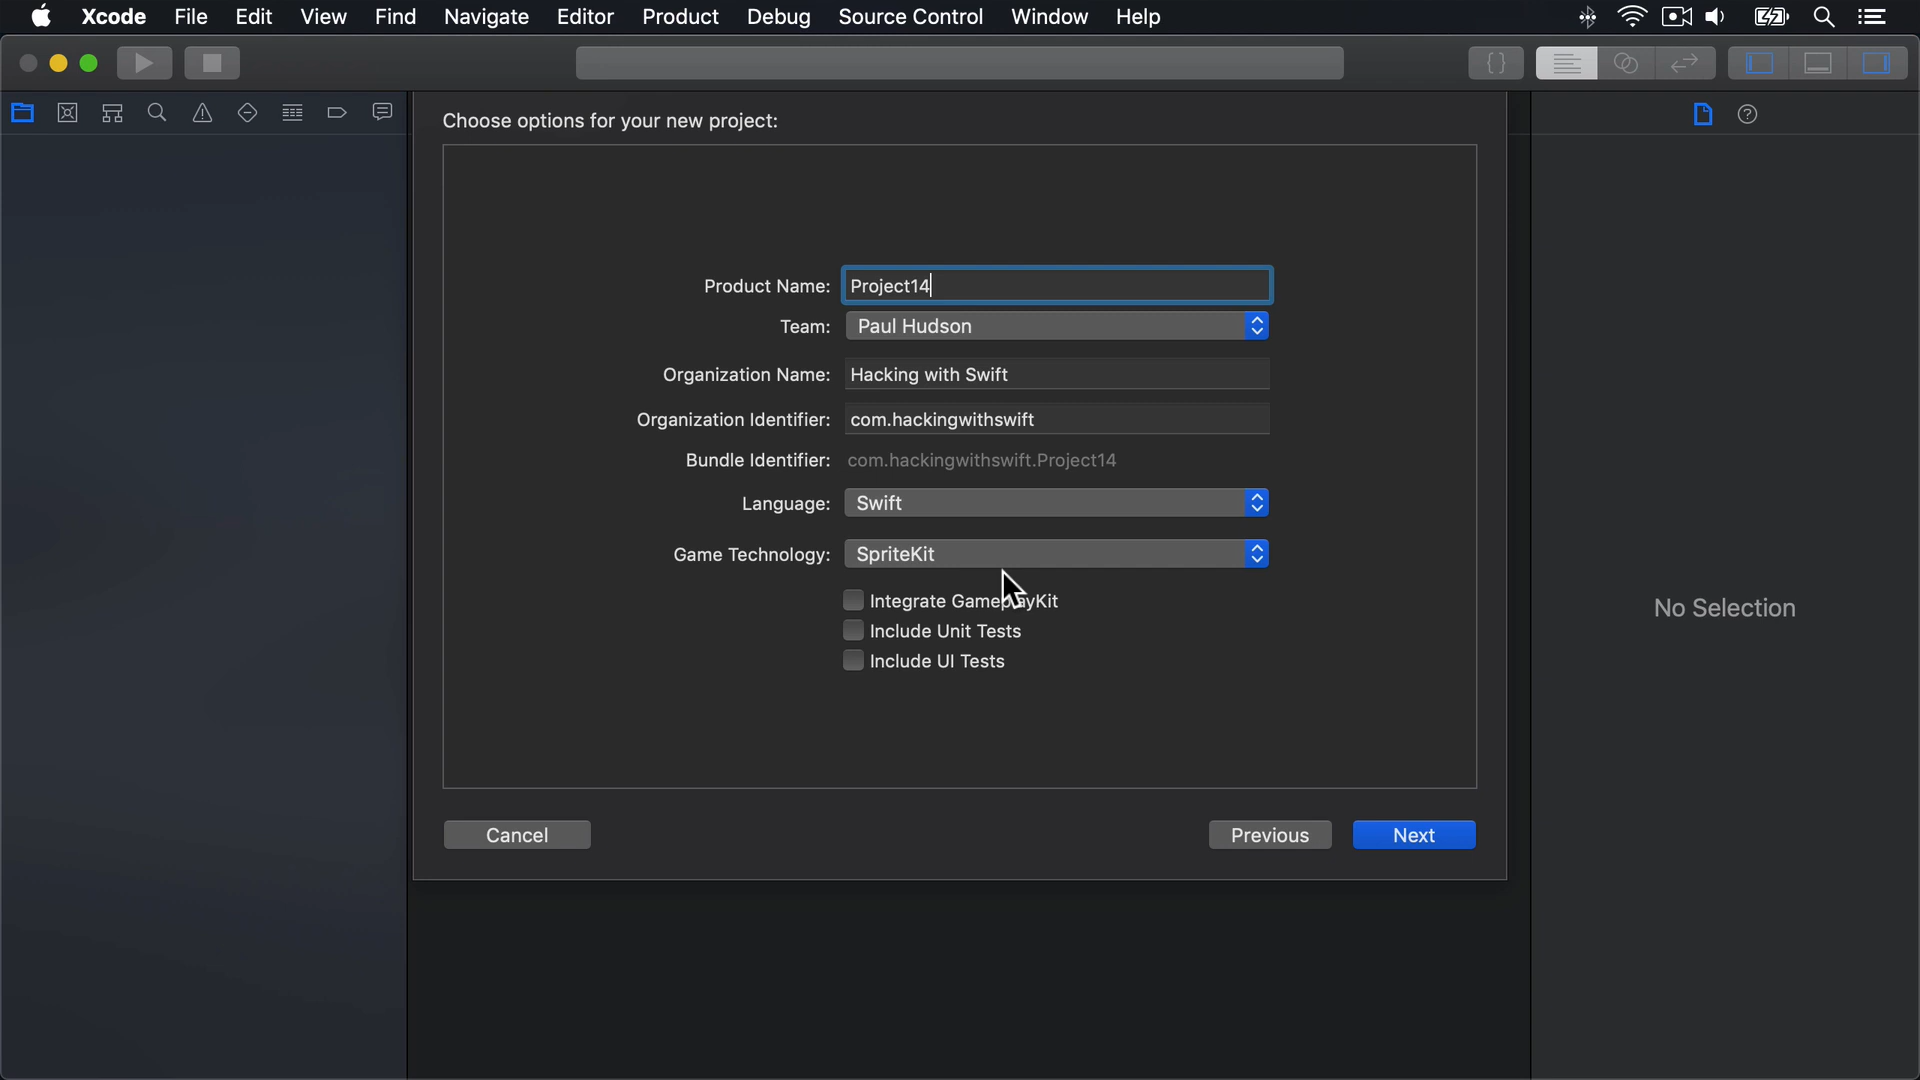 Xcode File Edit View Find Navigate Editor Product Debug Source Control Window Help
Choose options for your new project:
Product Name: Project14
Team: Paul Hudson
Organization Name: Hacking with Swift
Organization Identifier: com.hackingwithswift
Bundle Identifier: com.hackingwithswift.Project14
Language: Swift
Game Technology: SpriteKit
Integrate GameplayKit
Include Unit Tests
Include UI Tests
No Selection
Cancel Previous Next